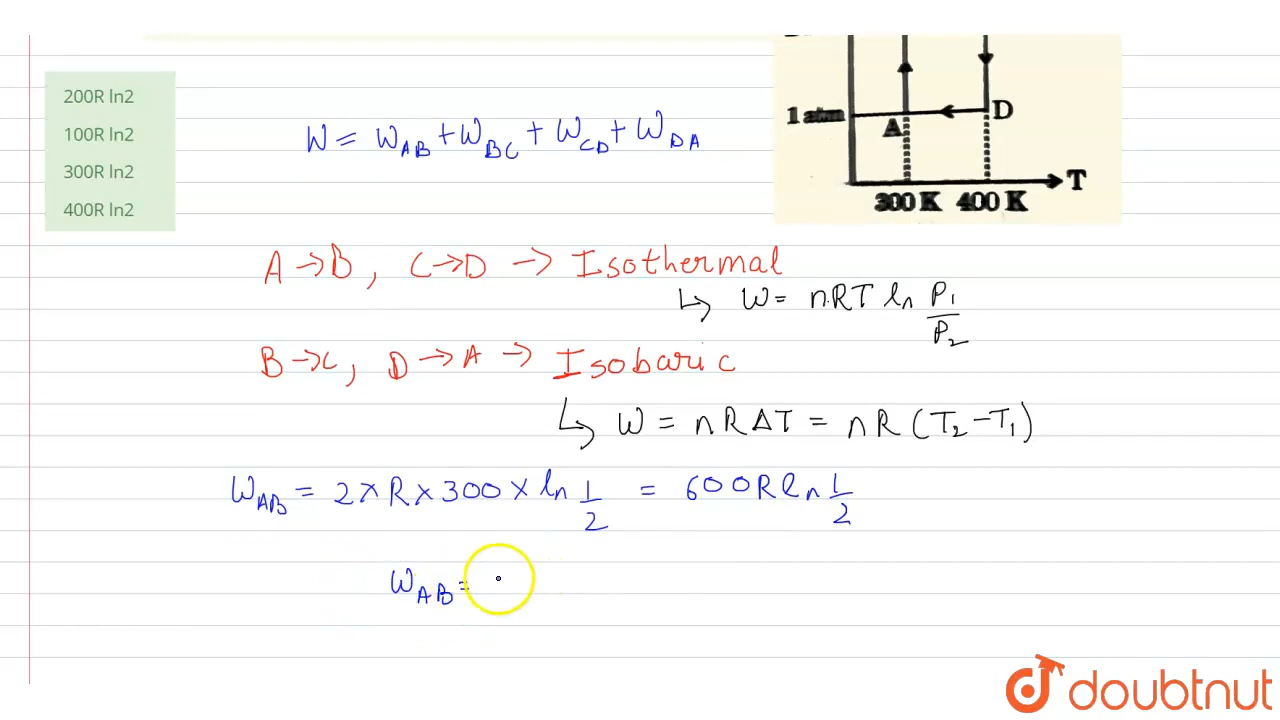 200R ln2
100R ln2
300R ln2
400R ln2
W = W_AB + W_BC + W_CD + W_DA
1 atm
A
D
T
300 K 400 K
A → B, C → D → Isothermal
↳ W = nRT ln P₁/P₂
B → C, D → A → Isobaric
↳ W = nRΔT = nR (T₂ - T₁)
W_AB = 2 × R × 300 × ln 1/2 = 600 R ln 1/2
W_AB =
doubtnut